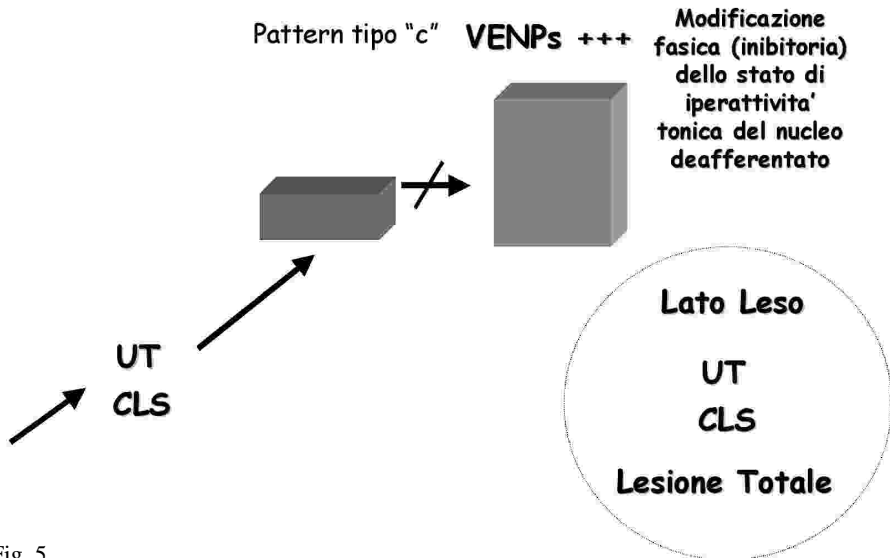 Pattern tipo “c”
VENPs +++
Modificazione
fasica (inibitoria)
dello stato di
iperattivita’
tonica del nucleo
deafferentato
UT
CLS
Lato Leso
UT
CLS
Lesione Totale
Fig. 5